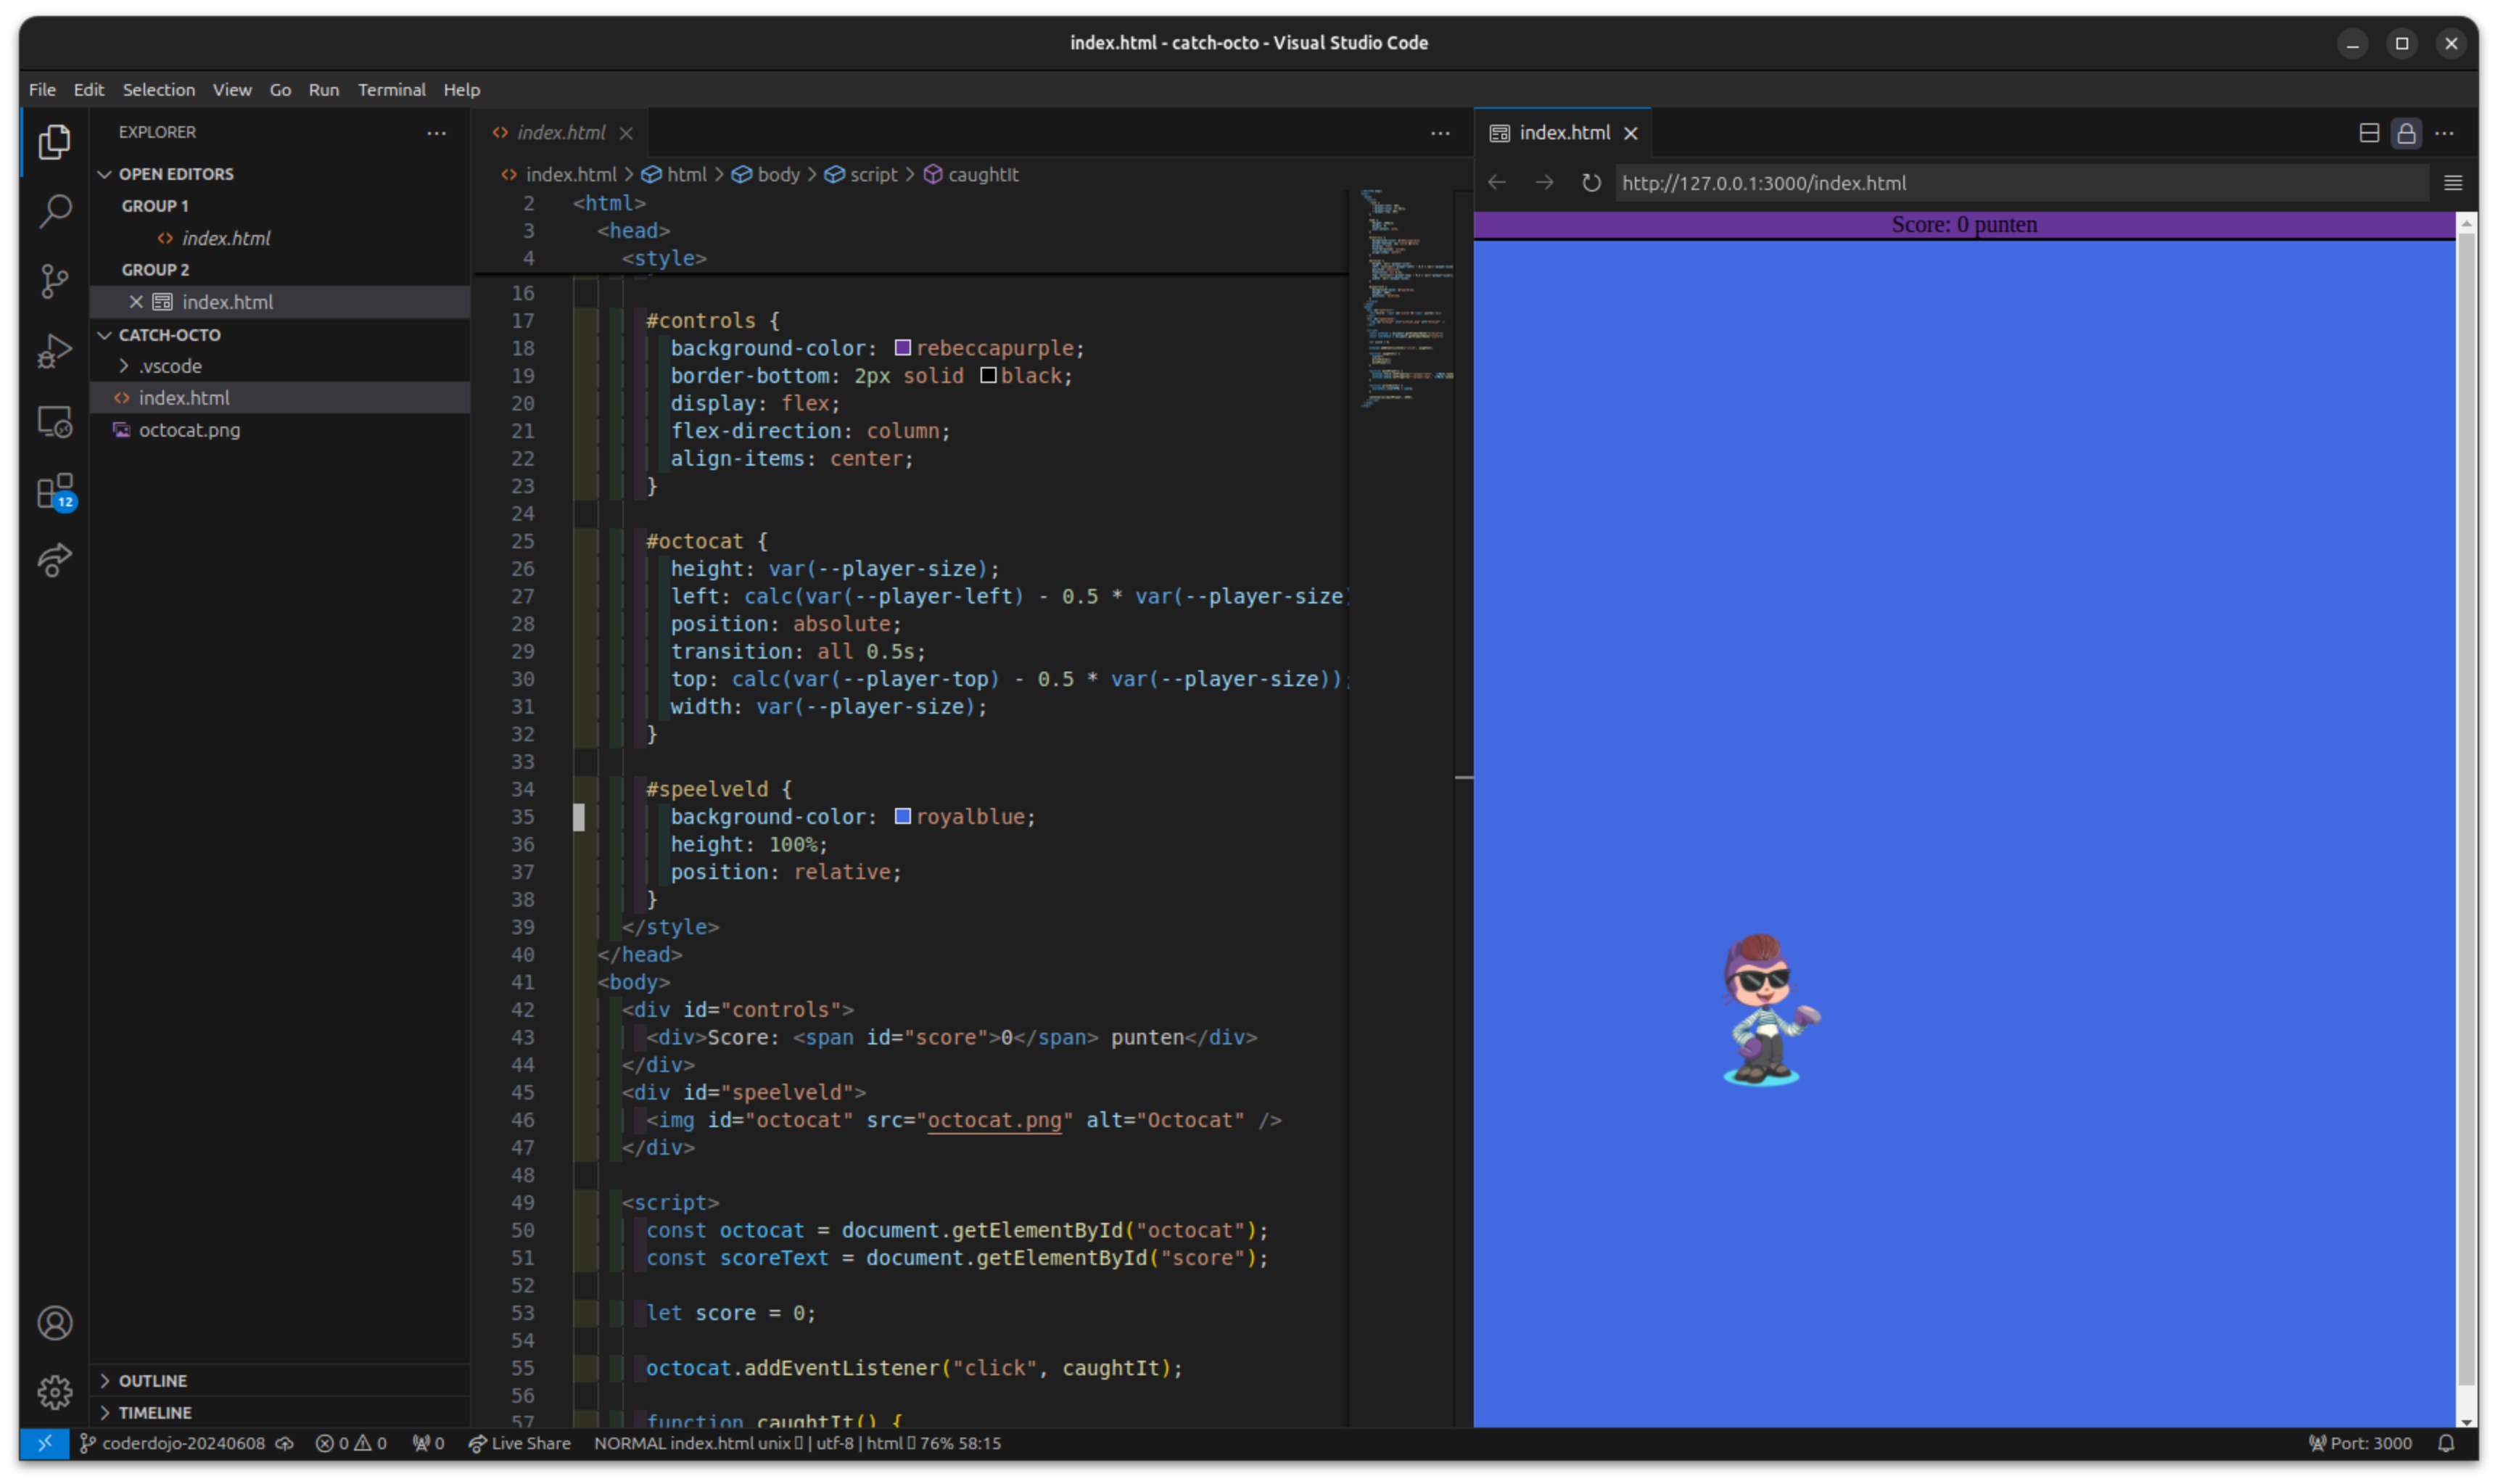 index.html - catch-octo - Visual Studio Code
File Edit Selection View Go Run Terminal Help
EXPLORER
OPEN EDITORS
GROUP 1
index.html
GROUP 2
index.html
CATCH-OCTO
.vscode
index.html
octocat.png
OUTLINE
TIMELINE
12
index.html
index.html > html > body > script > caughtIt
2 <html>
3 <head>
4 <style>
16
17 #controls {
18 background-color: rebeccapurple;
19 border-bottom: 2px solid black;
20 display: flex;
21 flex-direction: column;
22 align-items: center;
23 }
24
25 #octocat {
26 height: var(--player-size);
27 left: calc(var(--player-left) - 0.5 * var(--player-size)
28 position: absolute;
29 transition: all 0.5s;
30 top: calc(var(--player-top) - 0.5 * var(--player-size));
31 width: var(--player-size);
32 }
33
34 #speelveld {
35 background-color: royalblue;
36 height: 100%;
37 position: relative;
38 }
39 </style>
40 </head>
41 <body>
42 <div id="controls">
43 <div>Score: <span id="score">0</span> punten</div>
44 </div>
45 <div id="speelveld">
46 <img id="octocat" src="octocat.png" alt="Octocat" />
47 </div>
48
49 <script>
50 const octocat = document.getElementById("octocat");
51 const scoreText = document.getElementById("score");
52
53 let score = 0;
54
55 octocat.addEventListener("click", caughtIt);
56
57 function caughtIt() {
index.html
http://127.0.0.1:3000/index.html
Score: 0 punten
coderdojo-20240608 0 0 0 Live Share NORMAL index.html unix | utf-8 | html 76% 58:15 Port: 3000